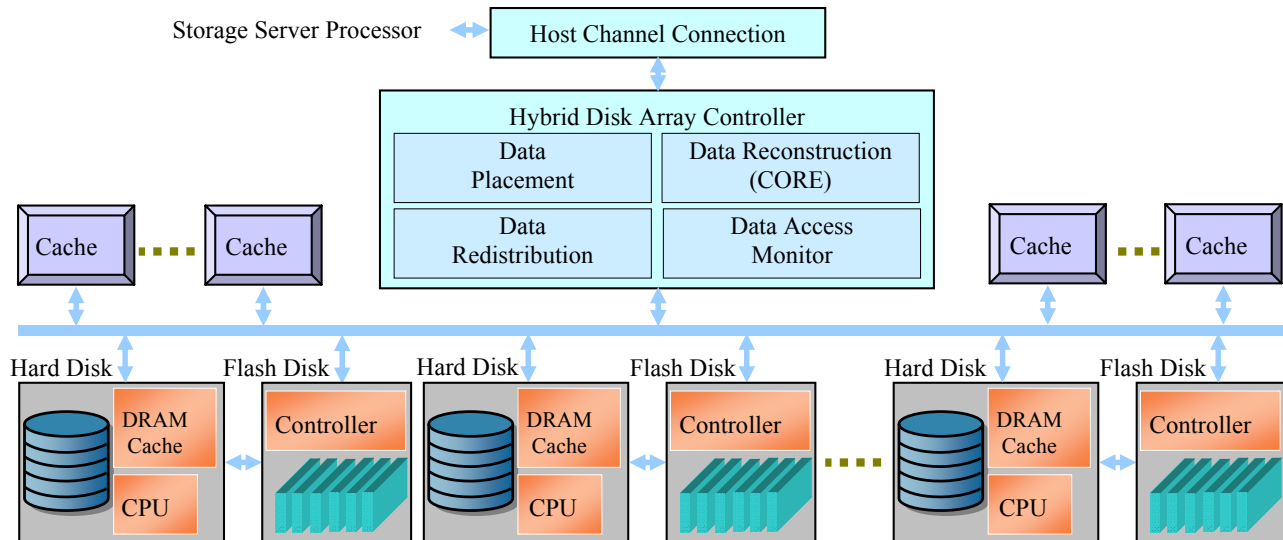 Storage Server Processor
Host Channel Connection
Hybrid Disk Array Controller
Data
Placement
Data Reconstruction
(CORE)
Data
Redistribution
Data Access
Monitor
Cache
Cache
Cache
Cache
Hard Disk
Flash Disk
Hard Disk
Flash Disk
Hard Disk
Flash Disk
DRAM
Cache
CPU
Controller
DRAM
Cache
CPU
Controller
DRAM
Cache
CPU
Controller